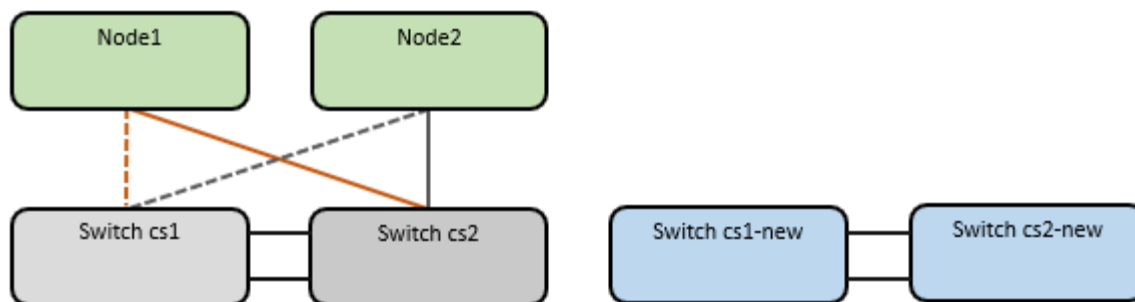 Node1
Node2
Switch cs1
Switch cs2
Switch cs1-new
Switch cs2-new